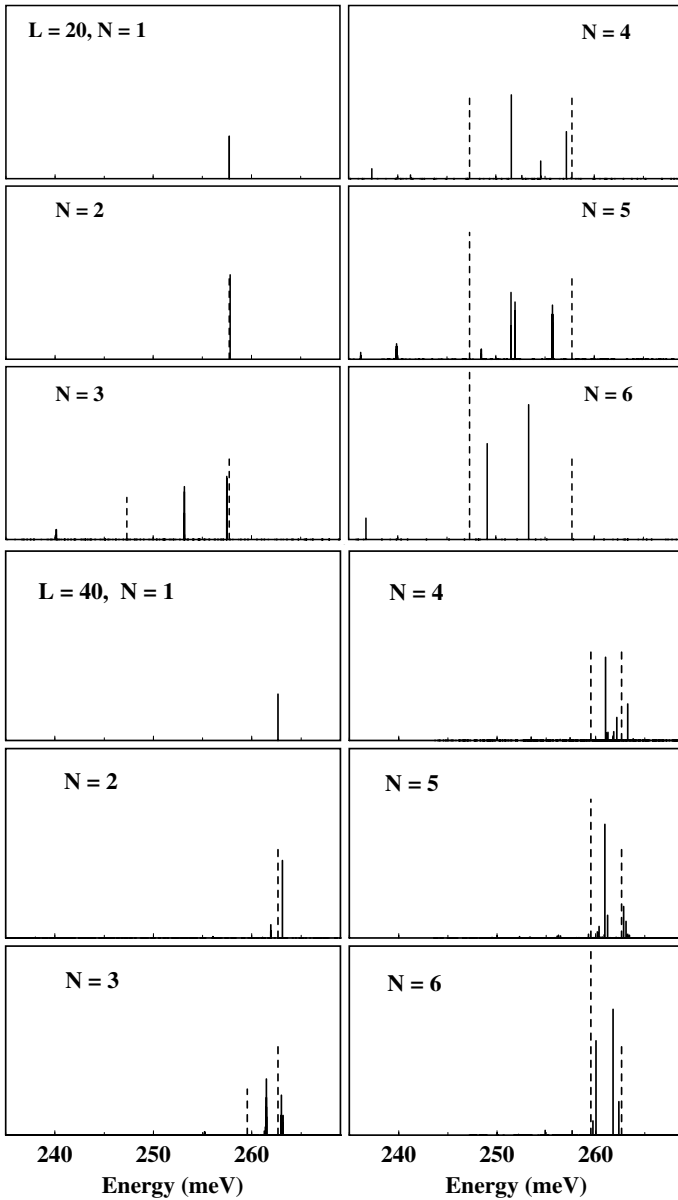 L = 20, N = 1
N = 4
N = 2
N = 5
N = 3
N = 6
L = 40, N = 1
N = 4
N = 2
N = 5
N = 3
N = 6
240 250 260 240 250 260
Energy (meV) Energy (meV)